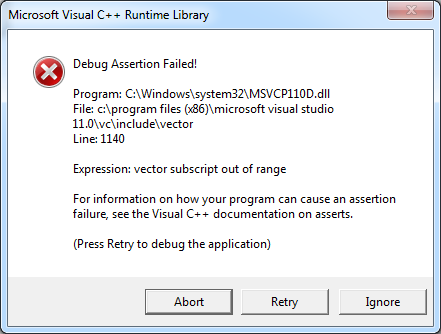 Microsoft Visual C++ Runtime Library
Debug Assertion Failed!
Program: C:\Windows\system32\MSVCP110D.dll
File: c:\program files (x86)\microsoft visual studio
11.0\vc\include\vector
Line: 1140
Expression: vector subscript out of range
For information on how your program can cause an assertion
failure, see the Visual C++ documentation on asserts.
(Press Retry to debug the application)
Abort
Retry
Ignore